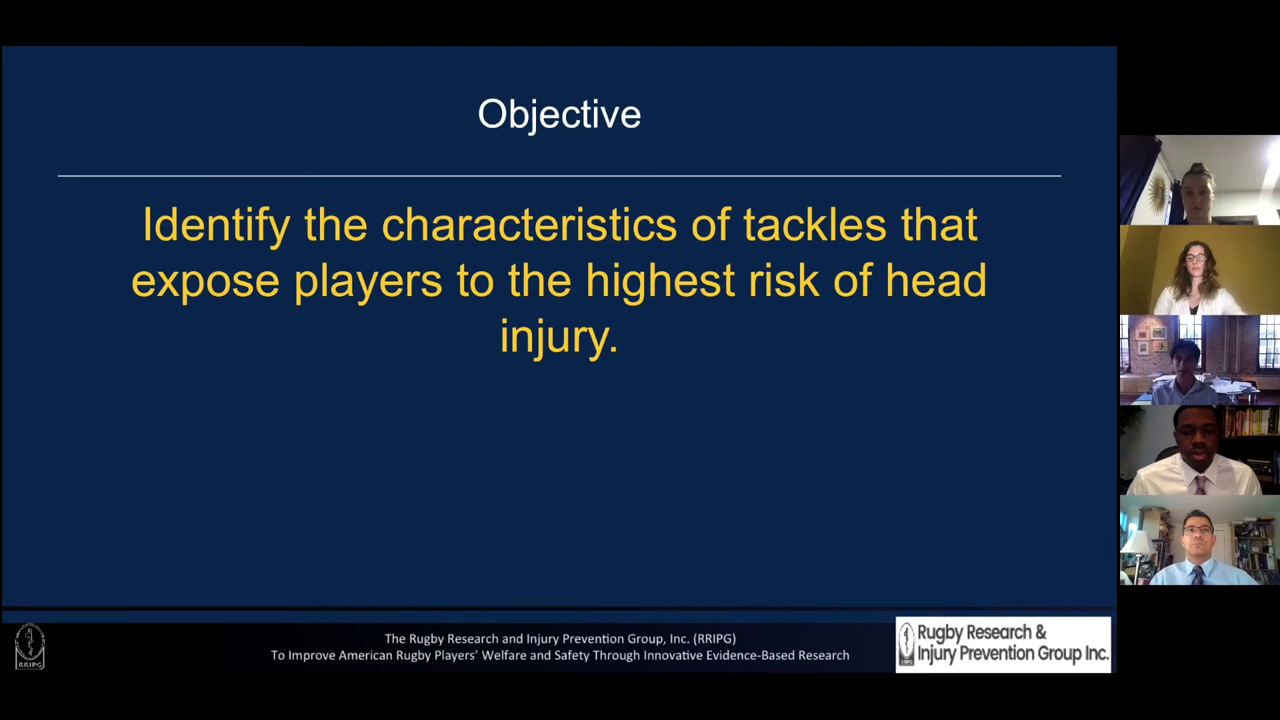 Objective
Identify the characteristics of tackles that
expose players to the highest risk of head
injury.
The Rugby Research and Injury Prevention Group, Inc. (RRIPG)
To Improve American Rugby Players' Welfare and Safety Through Innovative Evidence-Based Research
RRIPG
Rugby Research &
Injury Prevention Group Inc.